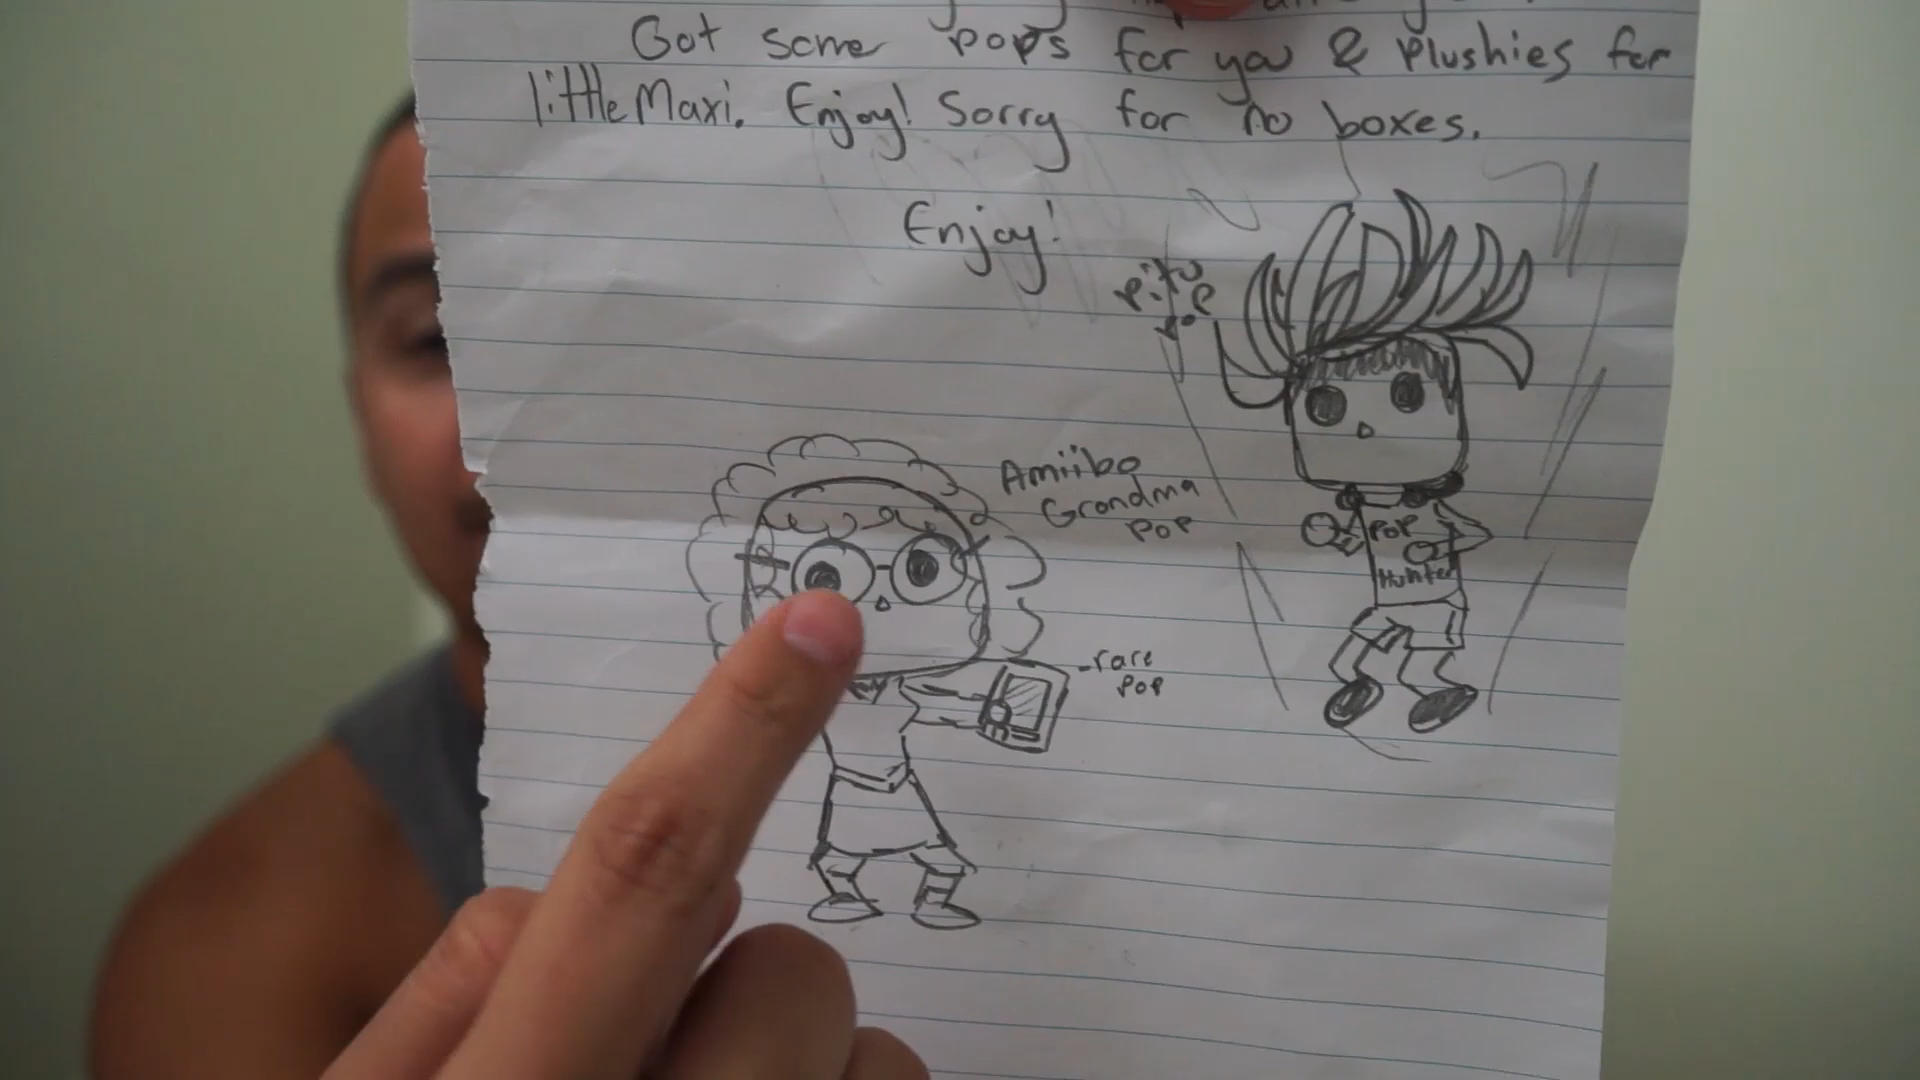 Got some pops for you & plushies for
little Maxi. Enjoy! Sorry for no boxes.
Enjoy!
Pop
Amiibo
Grandma
Pop
POP
Hunter
-rare
Pop